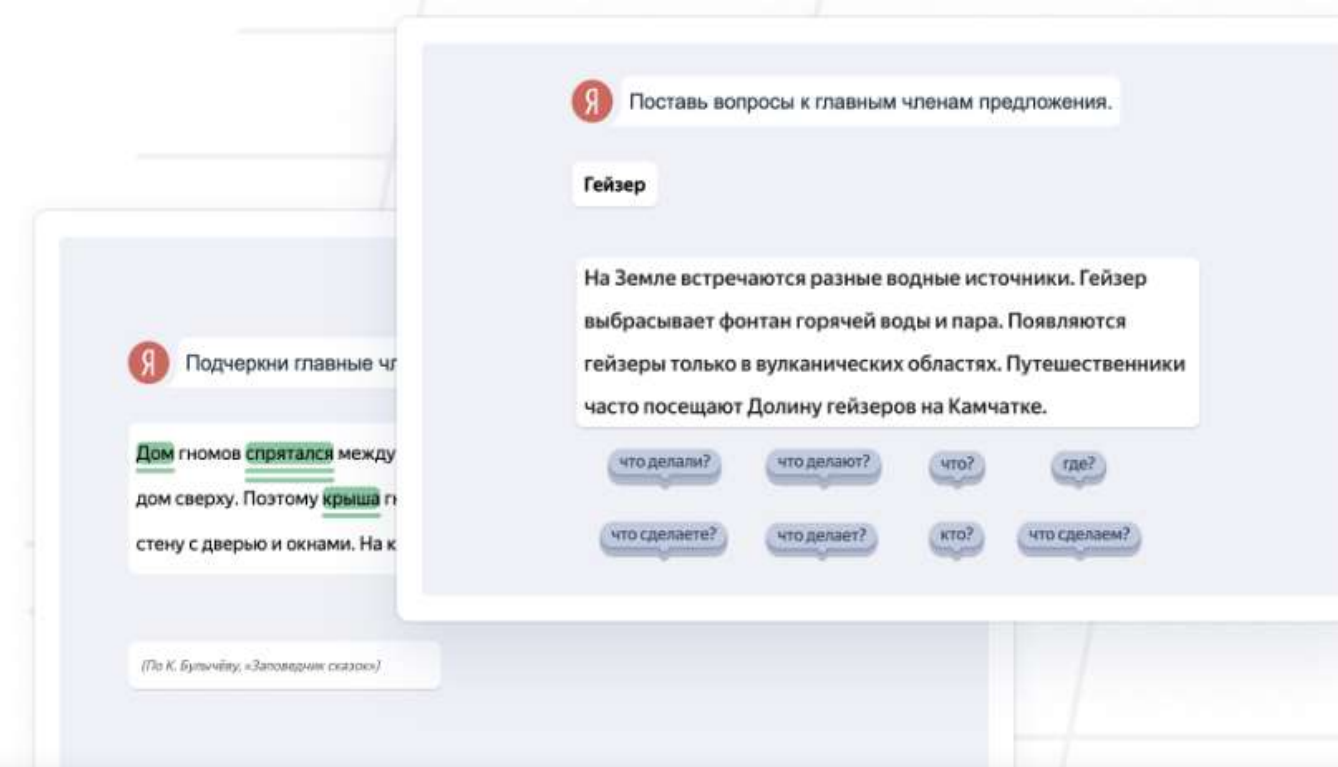 Я Поставь вопросы к главным членам предложения.
Гейзер
На Земле встречаются разные водные источники. Гейзер
выбрасывает фонтан горячей воды и пара. Появляются
гейзеры только в вулканических областях. Путешественники
часто посещают Долину гейзеров на Камчатке.
что делали? что делают? что? где?
что сделаете? что делает? кто? что сделаем?
Я Подчеркни главные чл
Дом гномов спрятался между
дом сверху. Поэтому крыша гн
стену с дверью и окнами. На к
(По К. Булычёву, «Заповедник сказок»)